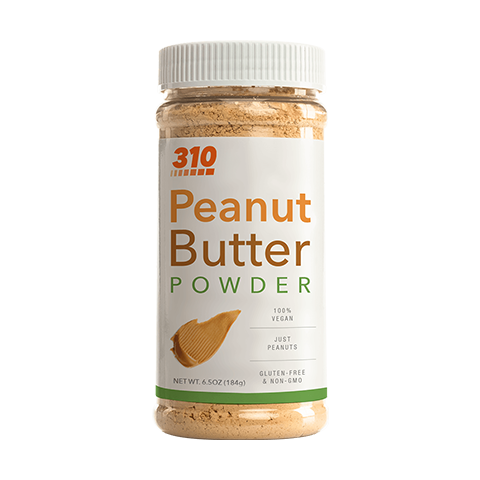 310
Peanut
Butter
POWDER
100%
VEGAN
JUST
PEANUTS
GLUTEN-FREE
& NON-GMO
NET WT. 6.5OZ (184g)